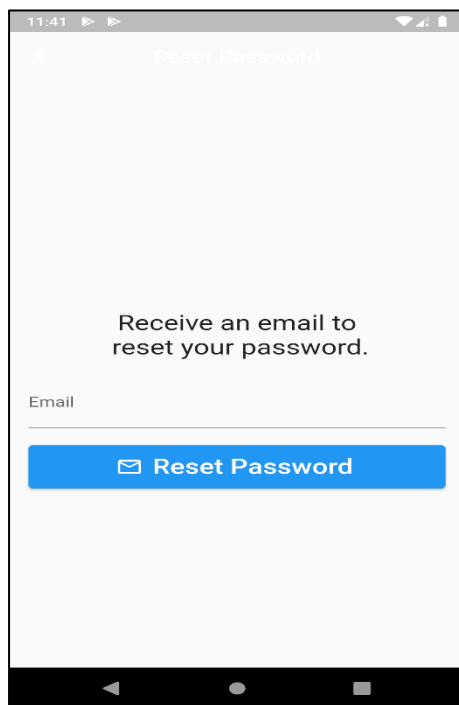 11:41
Reset Password
Receive an email to
reset your password.
Email
Reset Password